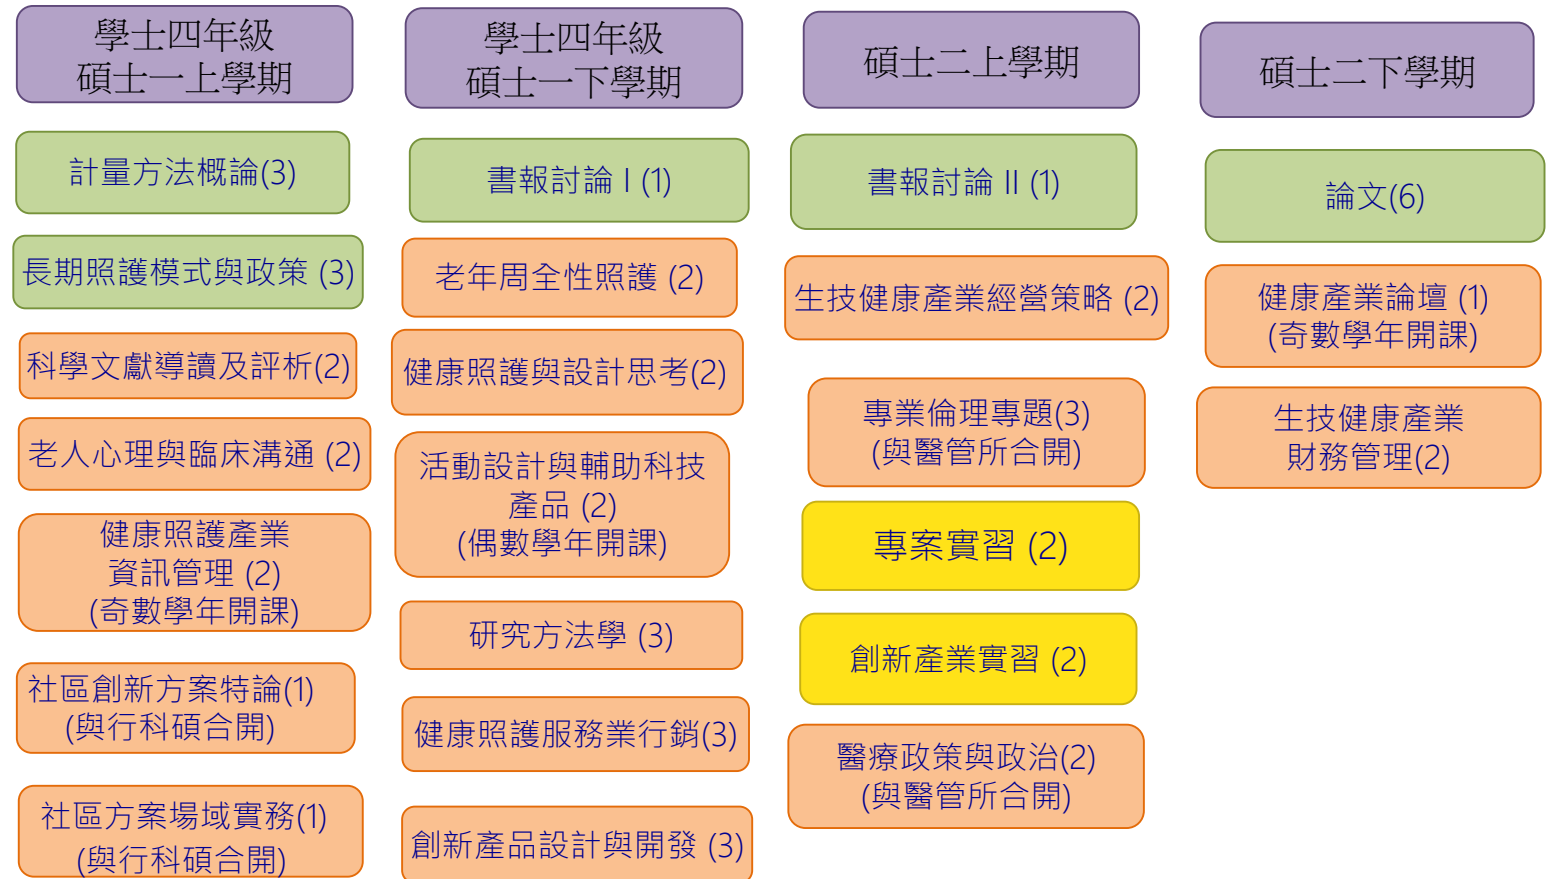 學士四年級
碩士一上學期
計量方法概論(3)
長期照護模式與政策 (3)
科學文獻導讀及評析(2)
老人心理與臨床溝通 (2)
健康照護產業
資訊管理 (2)
(奇數學年開課)
社區創新方案特論(1)
(與行科碩合開)
社區方案場域實務(1)
(與行科碩合開)
學士四年級
碩士一下學期
書報討論 I (1)
老年周全性照護 (2)
健康照護與設計思考(2)
活動設計與輔助科技
產品 (2)
(偶數學年開課)
研究方法學 (3)
健康照護服務業行銷(3)
創新產品設計與開發 (3)
碩士二上學期
書報討論 II (1)
生技健康產業經營策略 (2)
專業倫理專題(3)
(與醫管所合開)
專案實習 (2)
創新產業實習 (2)
醫療政策與政治(2)
(與醫管所合開)
碩士二下學期
論文(6)
健康產業論壇 (1)
(奇數學年開課)
生技健康產業
財務管理(2)